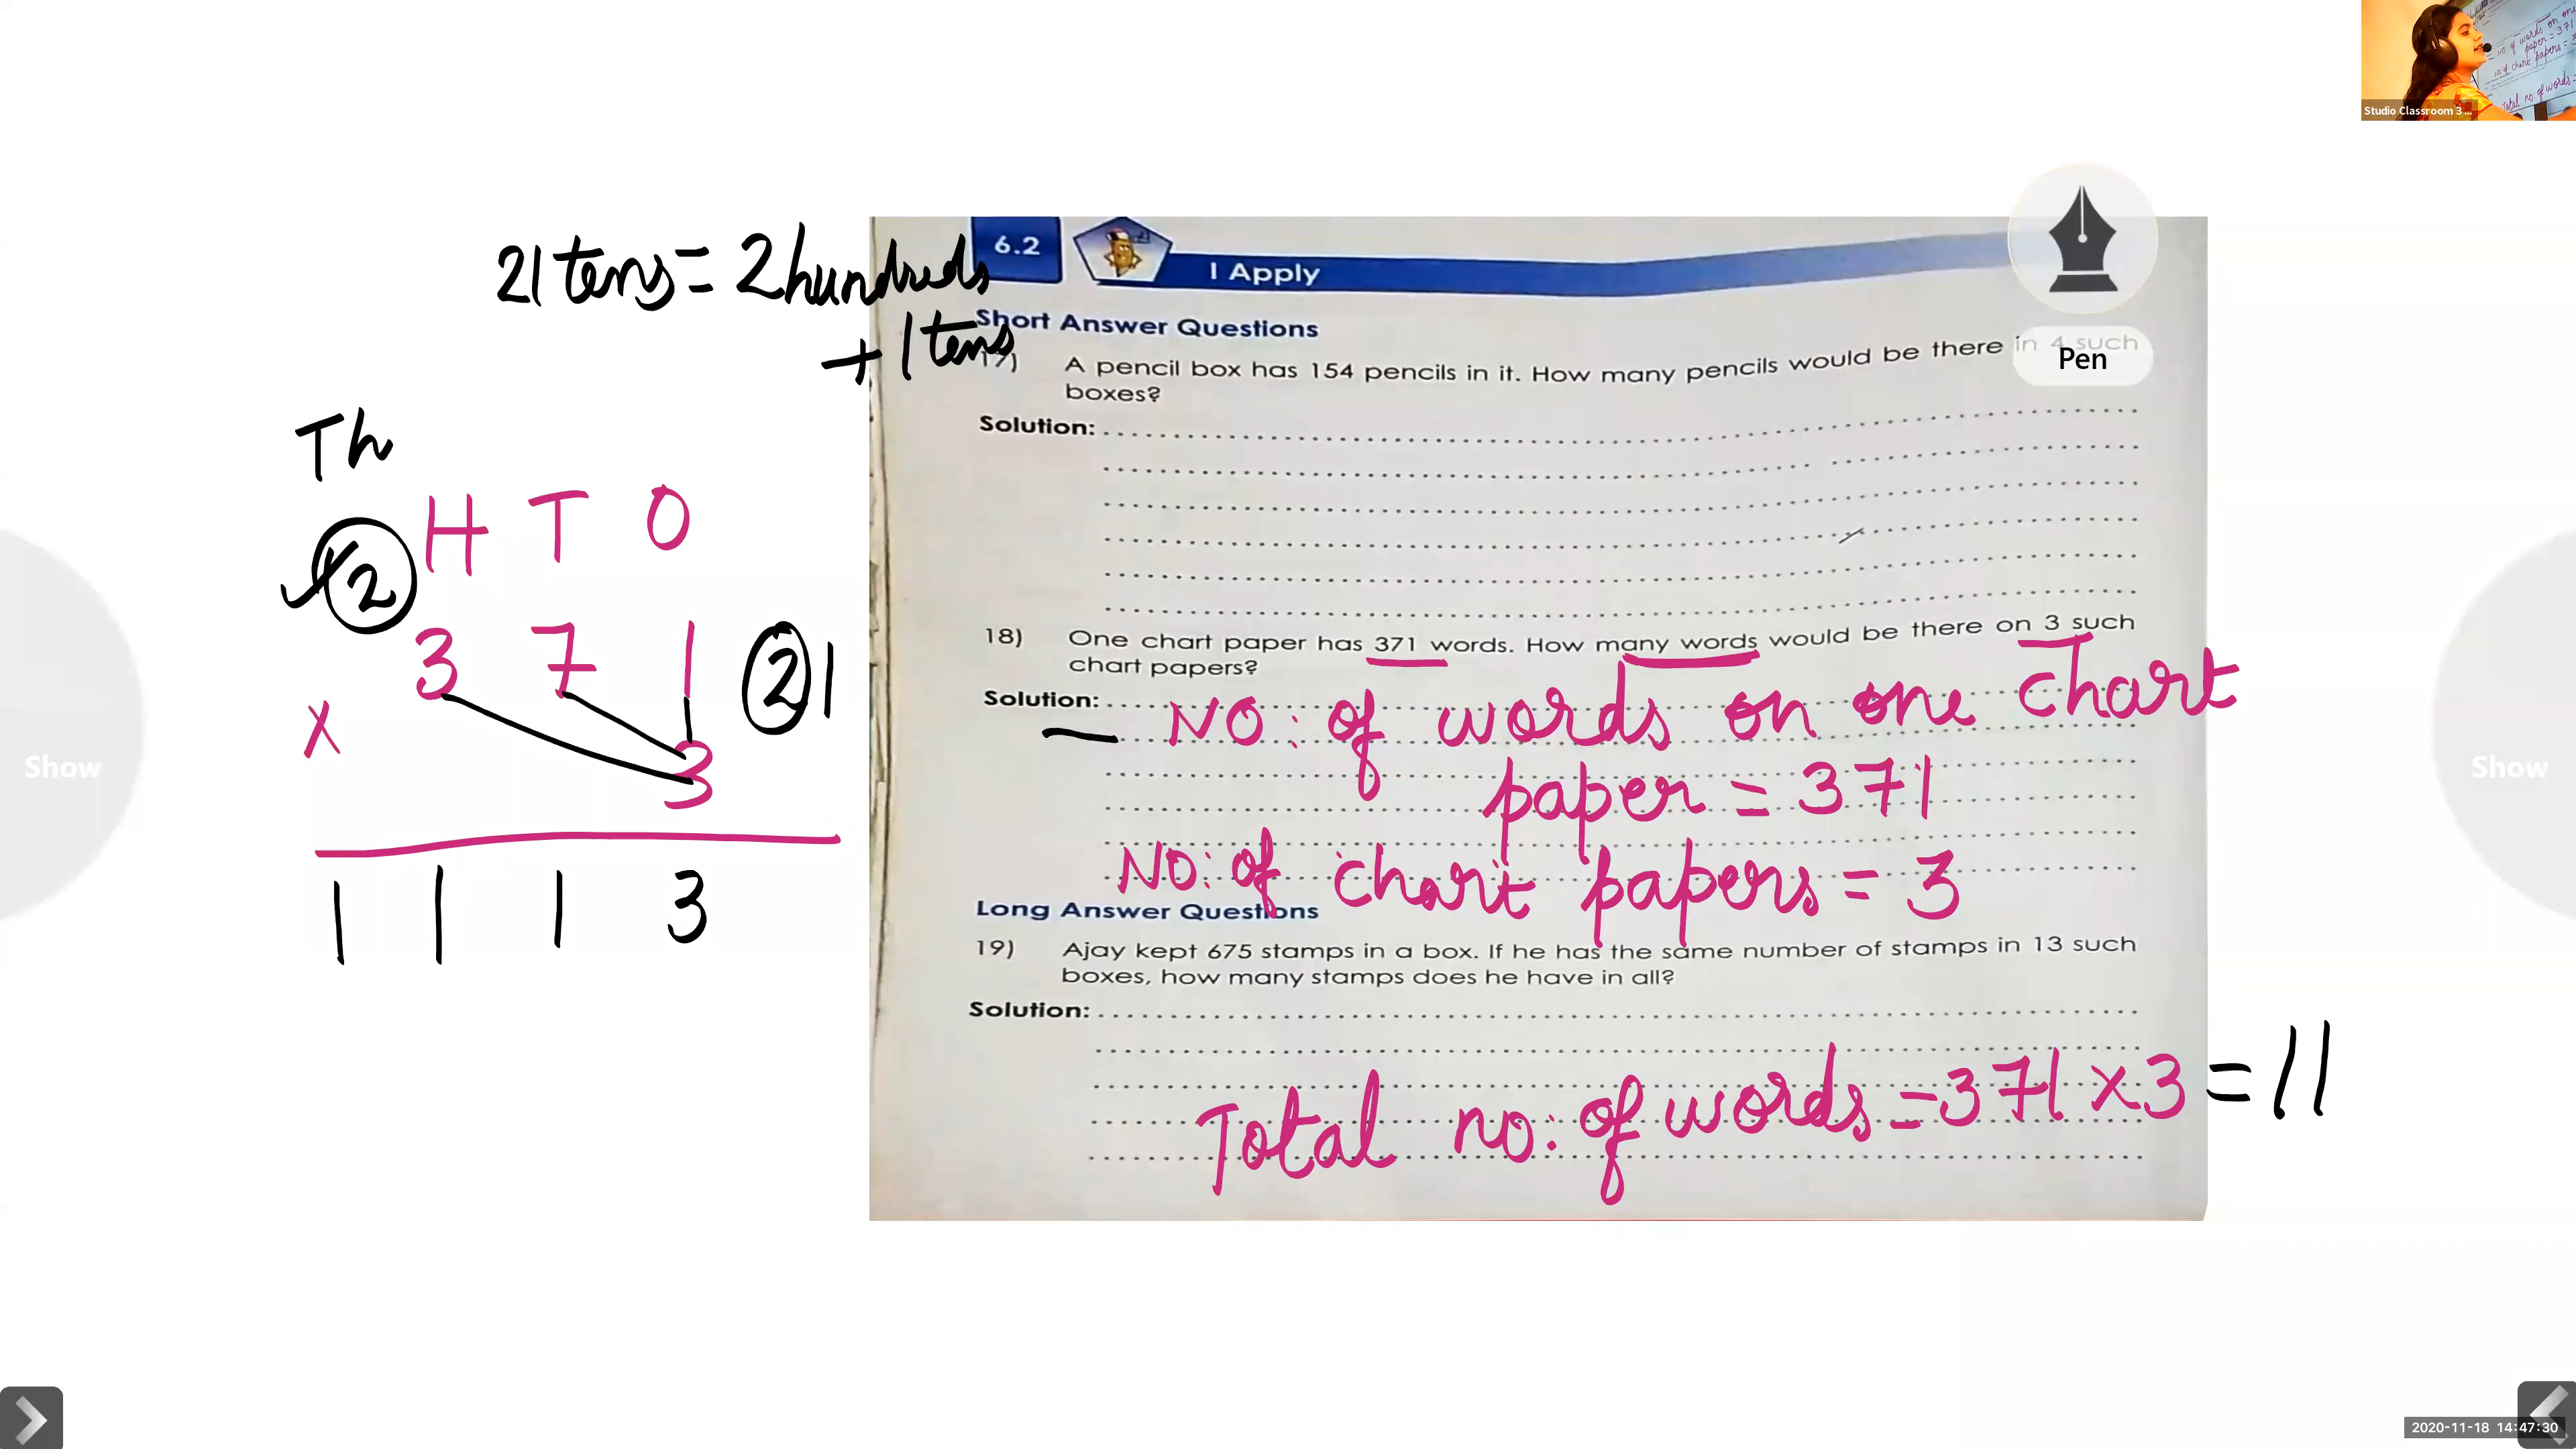 Studio Classroom 3 ...
21 tens = 2 hundreds
+ 1 tens
Th
H T O
2
3 7 1
21
x
3
1 1 1 3
6.2
I Apply
Short Answer Questions
17) A pencil box has 154 pencils in it. How many pencils would be there in 4 such
boxes?
Solution:
18) One chart paper has 371 words. How many words would be there on 3 such
chart papers?
Solution:
NO: of words on one chart
paper = 371
NO: of chart papers = 3
Long Answer Questions
19) Ajay kept 675 stamps in a box. If he has the same number of stamps in 13 such
boxes, how many stamps does he have in all?
Solution:
Total no: of words = 371 x 3 = 11
Pen
Show
Show
2020-11-18 14:47:30